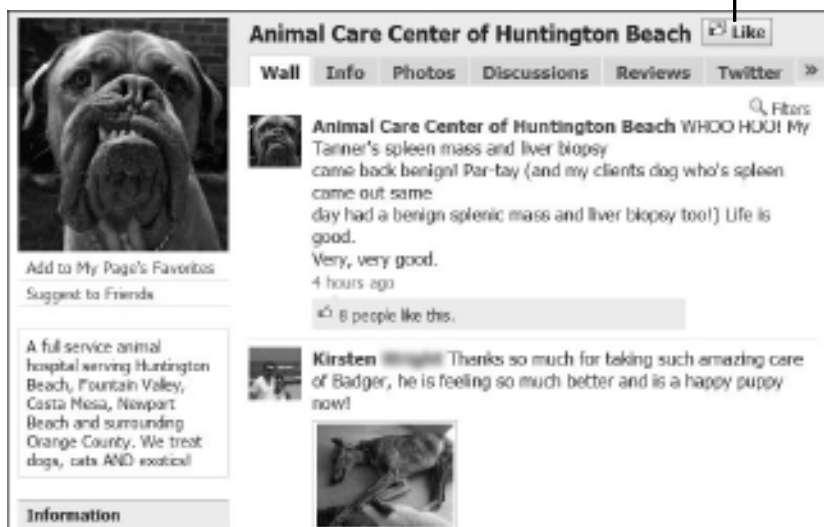 Animal Care Center of Huntington Beach Like
Wall Info Photos Discussions Reviews Twitter »
Filters
Animal Care Center of Huntington Beach WHOO HOO! My
Tanner's spleen mass and liver biopsy
came back benign! Par-tay (and my clients dog who's spleen
came out same
day had a benign splenic mass and liver biopsy too!) Life is
good.
Very, very good.
4 hours ago
8 people like this.
Kirsten Thanks so much for taking such amazing care
of Badger, he is feeling so much better and is a happy puppy
now!
Add to My Page's Favorites
Suggest to Friends
A full service animal
hospital serving Huntington
Beach, Fountain Valley,
Costa Mesa, Newport
Beach and surrounding
Orange County. We treat
dogs, cats AND exotics!
Information